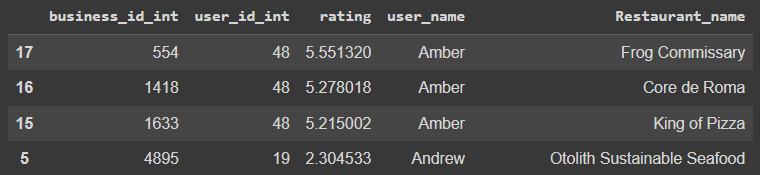 business_id_int user_id_int rating user_name Restaurant_name
17 554 48 5.551320 Amber Frog Commissary
16 1418 48 5.278018 Amber Core de Roma
15 1633 48 5.215002 Amber King of Pizza
5 4895 19 2.304533 Andrew Otolith Sustainable Seafood